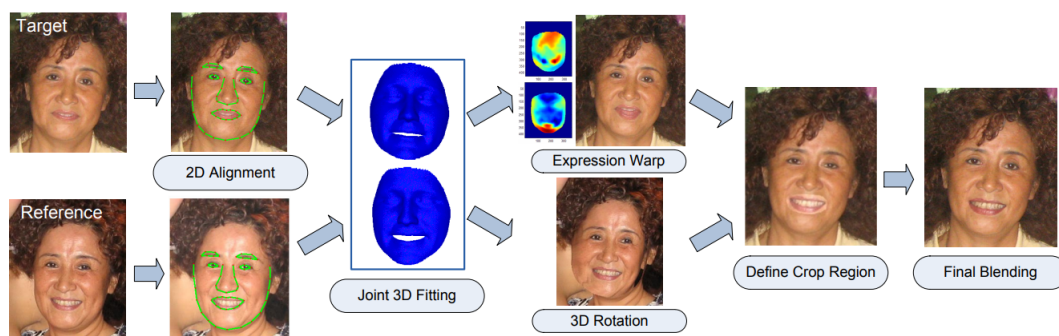 Target
2D Alignment
Reference
Joint 3D Fitting
Expression Warp
3D Rotation
Define Crop Region
Final Blending